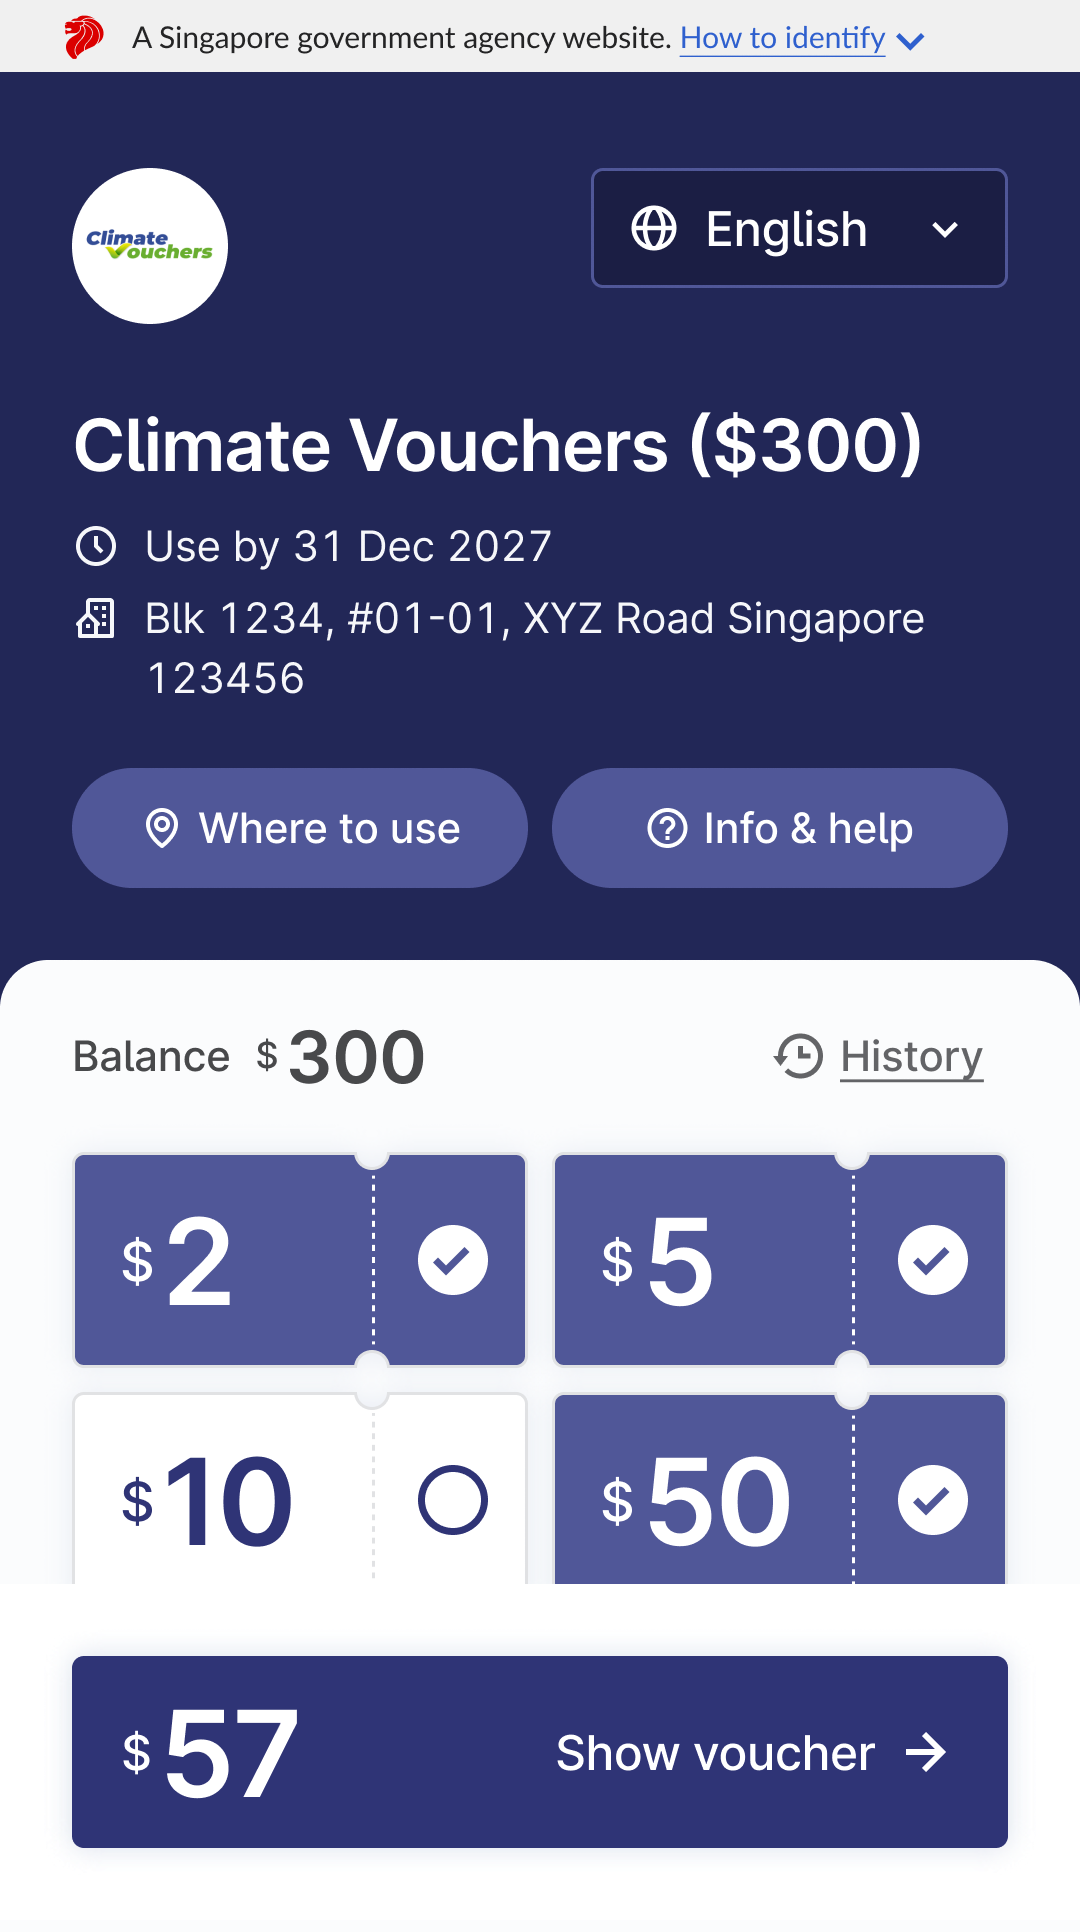 A Singapore government agency website. How to identify
Climate
Vouchers
English
Climate Vouchers ($300)
Use by 31 Dec 2027
Blk 1234, #01-01, XYZ Road Singapore
123456
Where to use
Info & help
Balance $300
History
$2
$5
$10
$50
$57
Show voucher